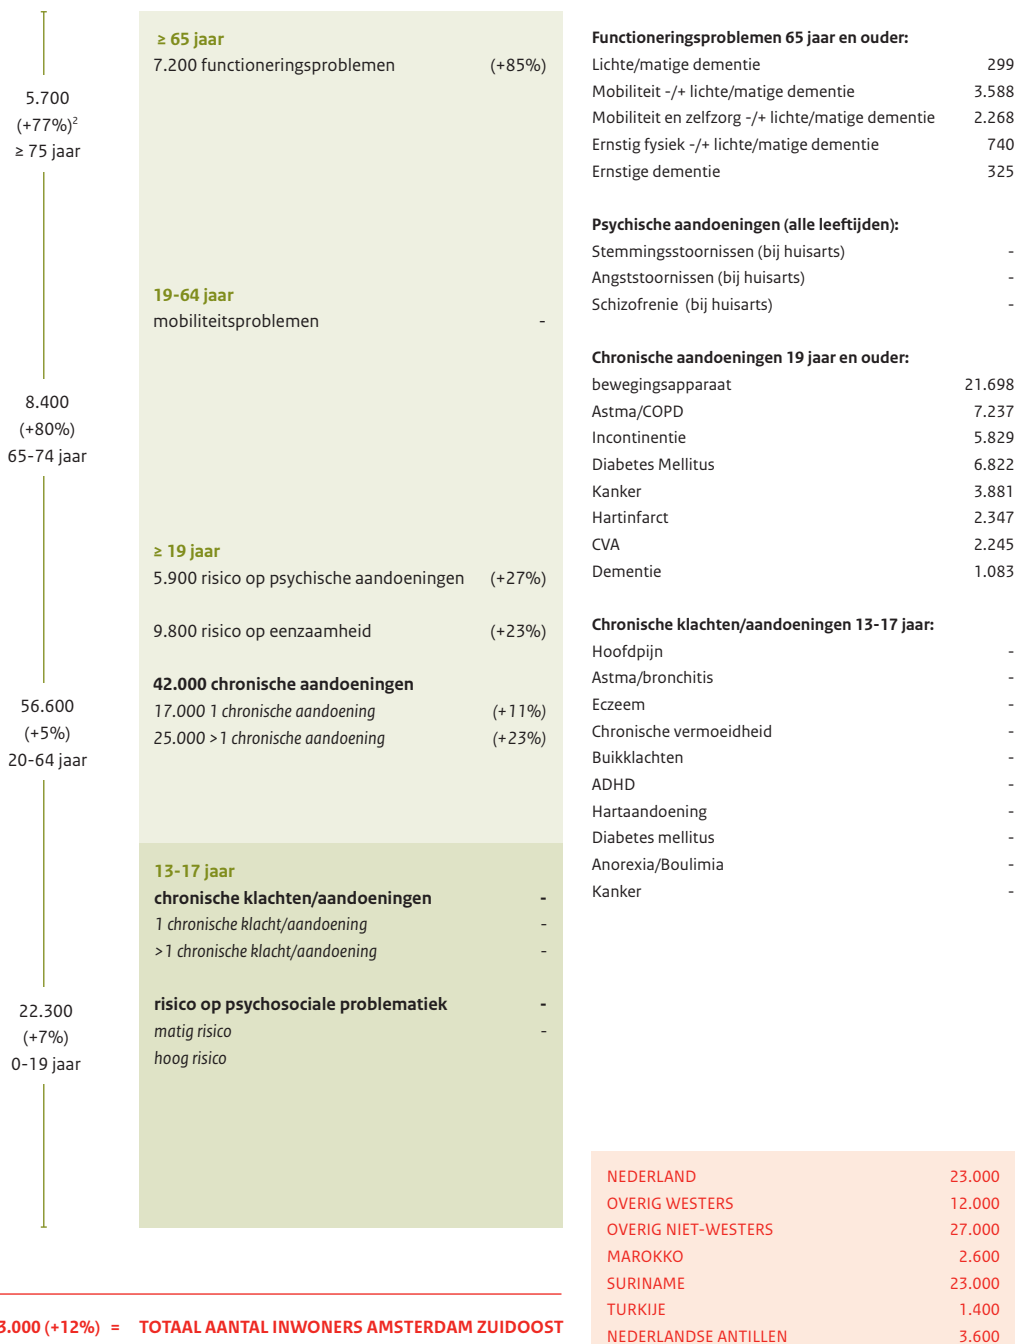 5.700
(+77%)²
≥ 75 jaar
8.400
(+80%)
65-74 jaar
56.600
(+5%)
20-64 jaar
22.300
(+7%)
0-19 jaar
≥ 65 jaar
7.200 functioneringsproblemen (+85%)
19-64 jaar
mobiliteitsproblemen -
≥ 19 jaar
5.900 risico op psychische aandoeningen (+27%)
9.800 risico op eenzaamheid (+23%)
42.000 chronische aandoeningen
17.000 1 chronische aandoening (+11%)
25.000 >1 chronische aandoening (+23%)
13-17 jaar
chronische klachten/aandoeningen -
1 chronische klacht/aandoening -
>1 chronische klacht/aandoening -
risico op psychosociale problematiek -
matig risico -
hoog risico
Functioneringsproblemen 65 jaar en ouder:
Lichte/matige dementie 299
Mobiliteit -/+ lichte/matige dementie 3.588
Mobiliteit en zelfzorg -/+ lichte/matige dementie 2.268
Ernstig fysiek -/+ lichte/matige dementie 740
Ernstige dementie 325
Psychische aandoeningen (alle leeftijden):
Stemmingsstoornissen (bij huisarts) -
Angststoornissen (bij huisarts) -
Schizofrenie (bij huisarts) -
Chronische aandoeningen 19 jaar en ouder:
bewegingsapparaat 21.698
Astma/COPD 7.237
Incontinentie 5.829
Diabetes Mellitus 6.822
Kanker 3.881
Hartinfarct 2.347
CVA 2.245
Dementie 1.083
Chronische klachten/aandoeningen 13-17 jaar:
Hoofdpijn -
Astma/bronchitis -
Eczeem -
Chronische vermoeidheid -
Buikklachten -
ADHD -
Hartaandoening -
Diabetes mellitus -
Anorexia/Boulimia -
Kanker -
NEDERLAND 23.000
OVERIG WESTERS 12.000
OVERIG NIET-WESTERS 27.000
MAROKKO 2.600
SURINAME 23.000
TURKIJE 1.400
NEDERLANDSE ANTILLEN 3.600
3.000 (+12%) = TOTAAL AANTAL INWONERS AMSTERDAM ZUIDOOST